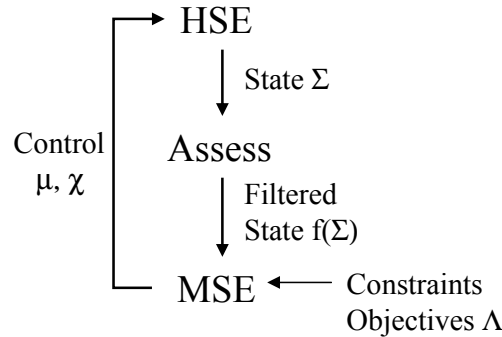 HSE
State Σ
Control
μ, χ
Assess
Filtered
State f(Σ)
MSE
Constraints
Objectives Λ